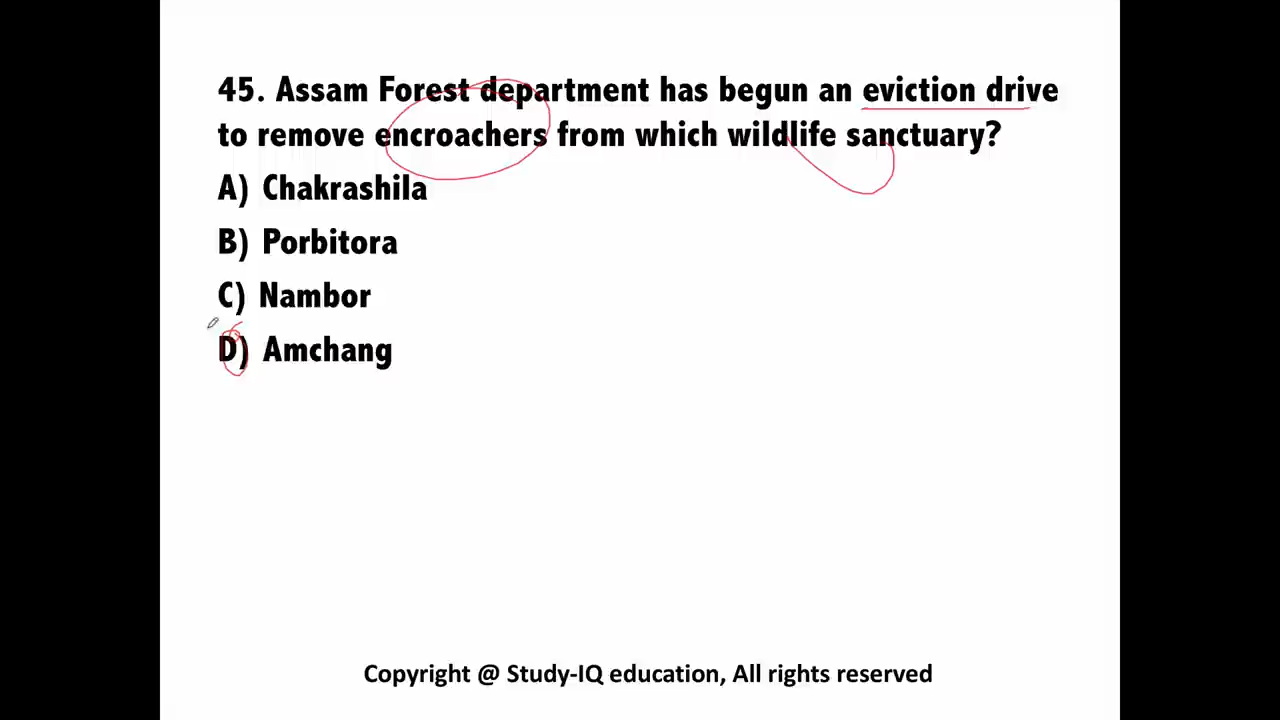 45. Assam Forest department has begun an eviction drive
to remove encroachers from which wildlife sanctuary?
A) Chakrashila
B) Porbitora
C) Nambor
D) Amchang
Copyright @ Study-IQ education, All rights reserved